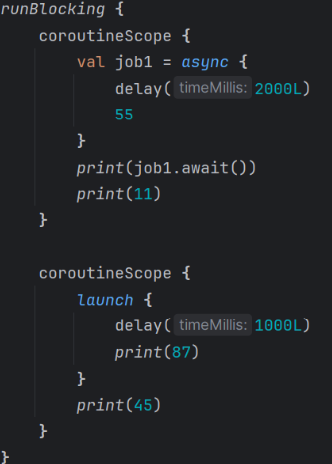 runBlocking {
    coroutineScope {
        val job1 = async {
            delay( timeMillis: 2000L)
            55
        }
        print(job1.await())
        print(11)
    }

    coroutineScope {
        launch {
            delay( timeMillis: 1000L)
            print(87)
        }
        print(45)
    }
}